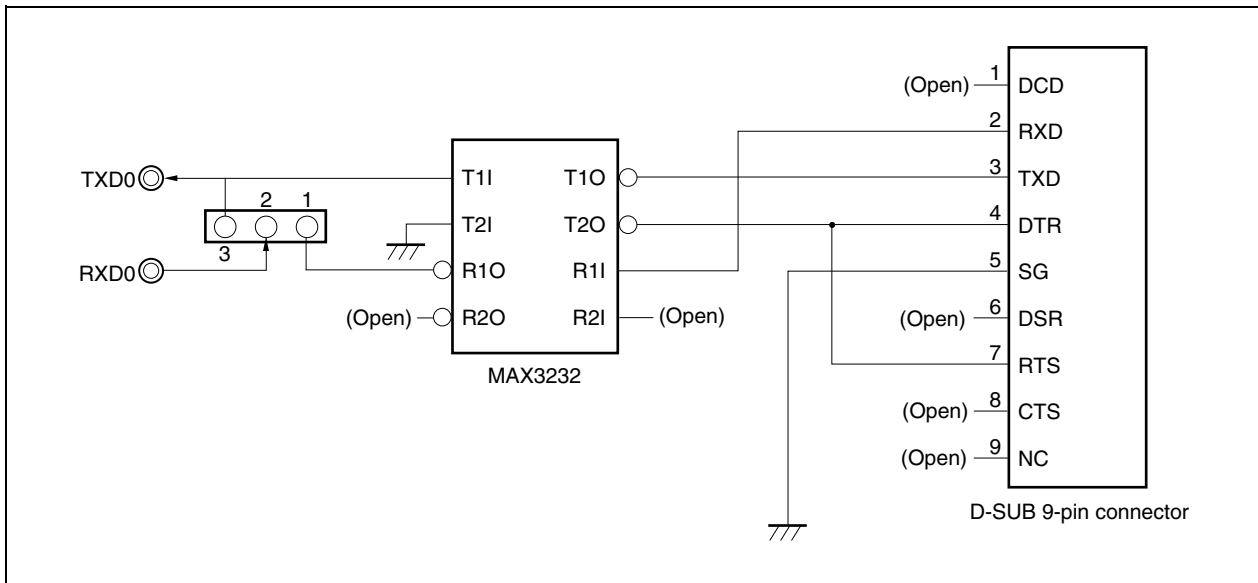 TXD0
RXD0
2 1
3
T1I T1O
T2I T2O
R1O R1I
(Open) R2O R2I (Open)
MAX3232
(Open) 1 DCD
2 RXD
3 TXD
4 DTR
5 SG
(Open) 6 DSR
7 RTS
(Open) 8 CTS
(Open) 9 NC
D-SUB 9-pin connector